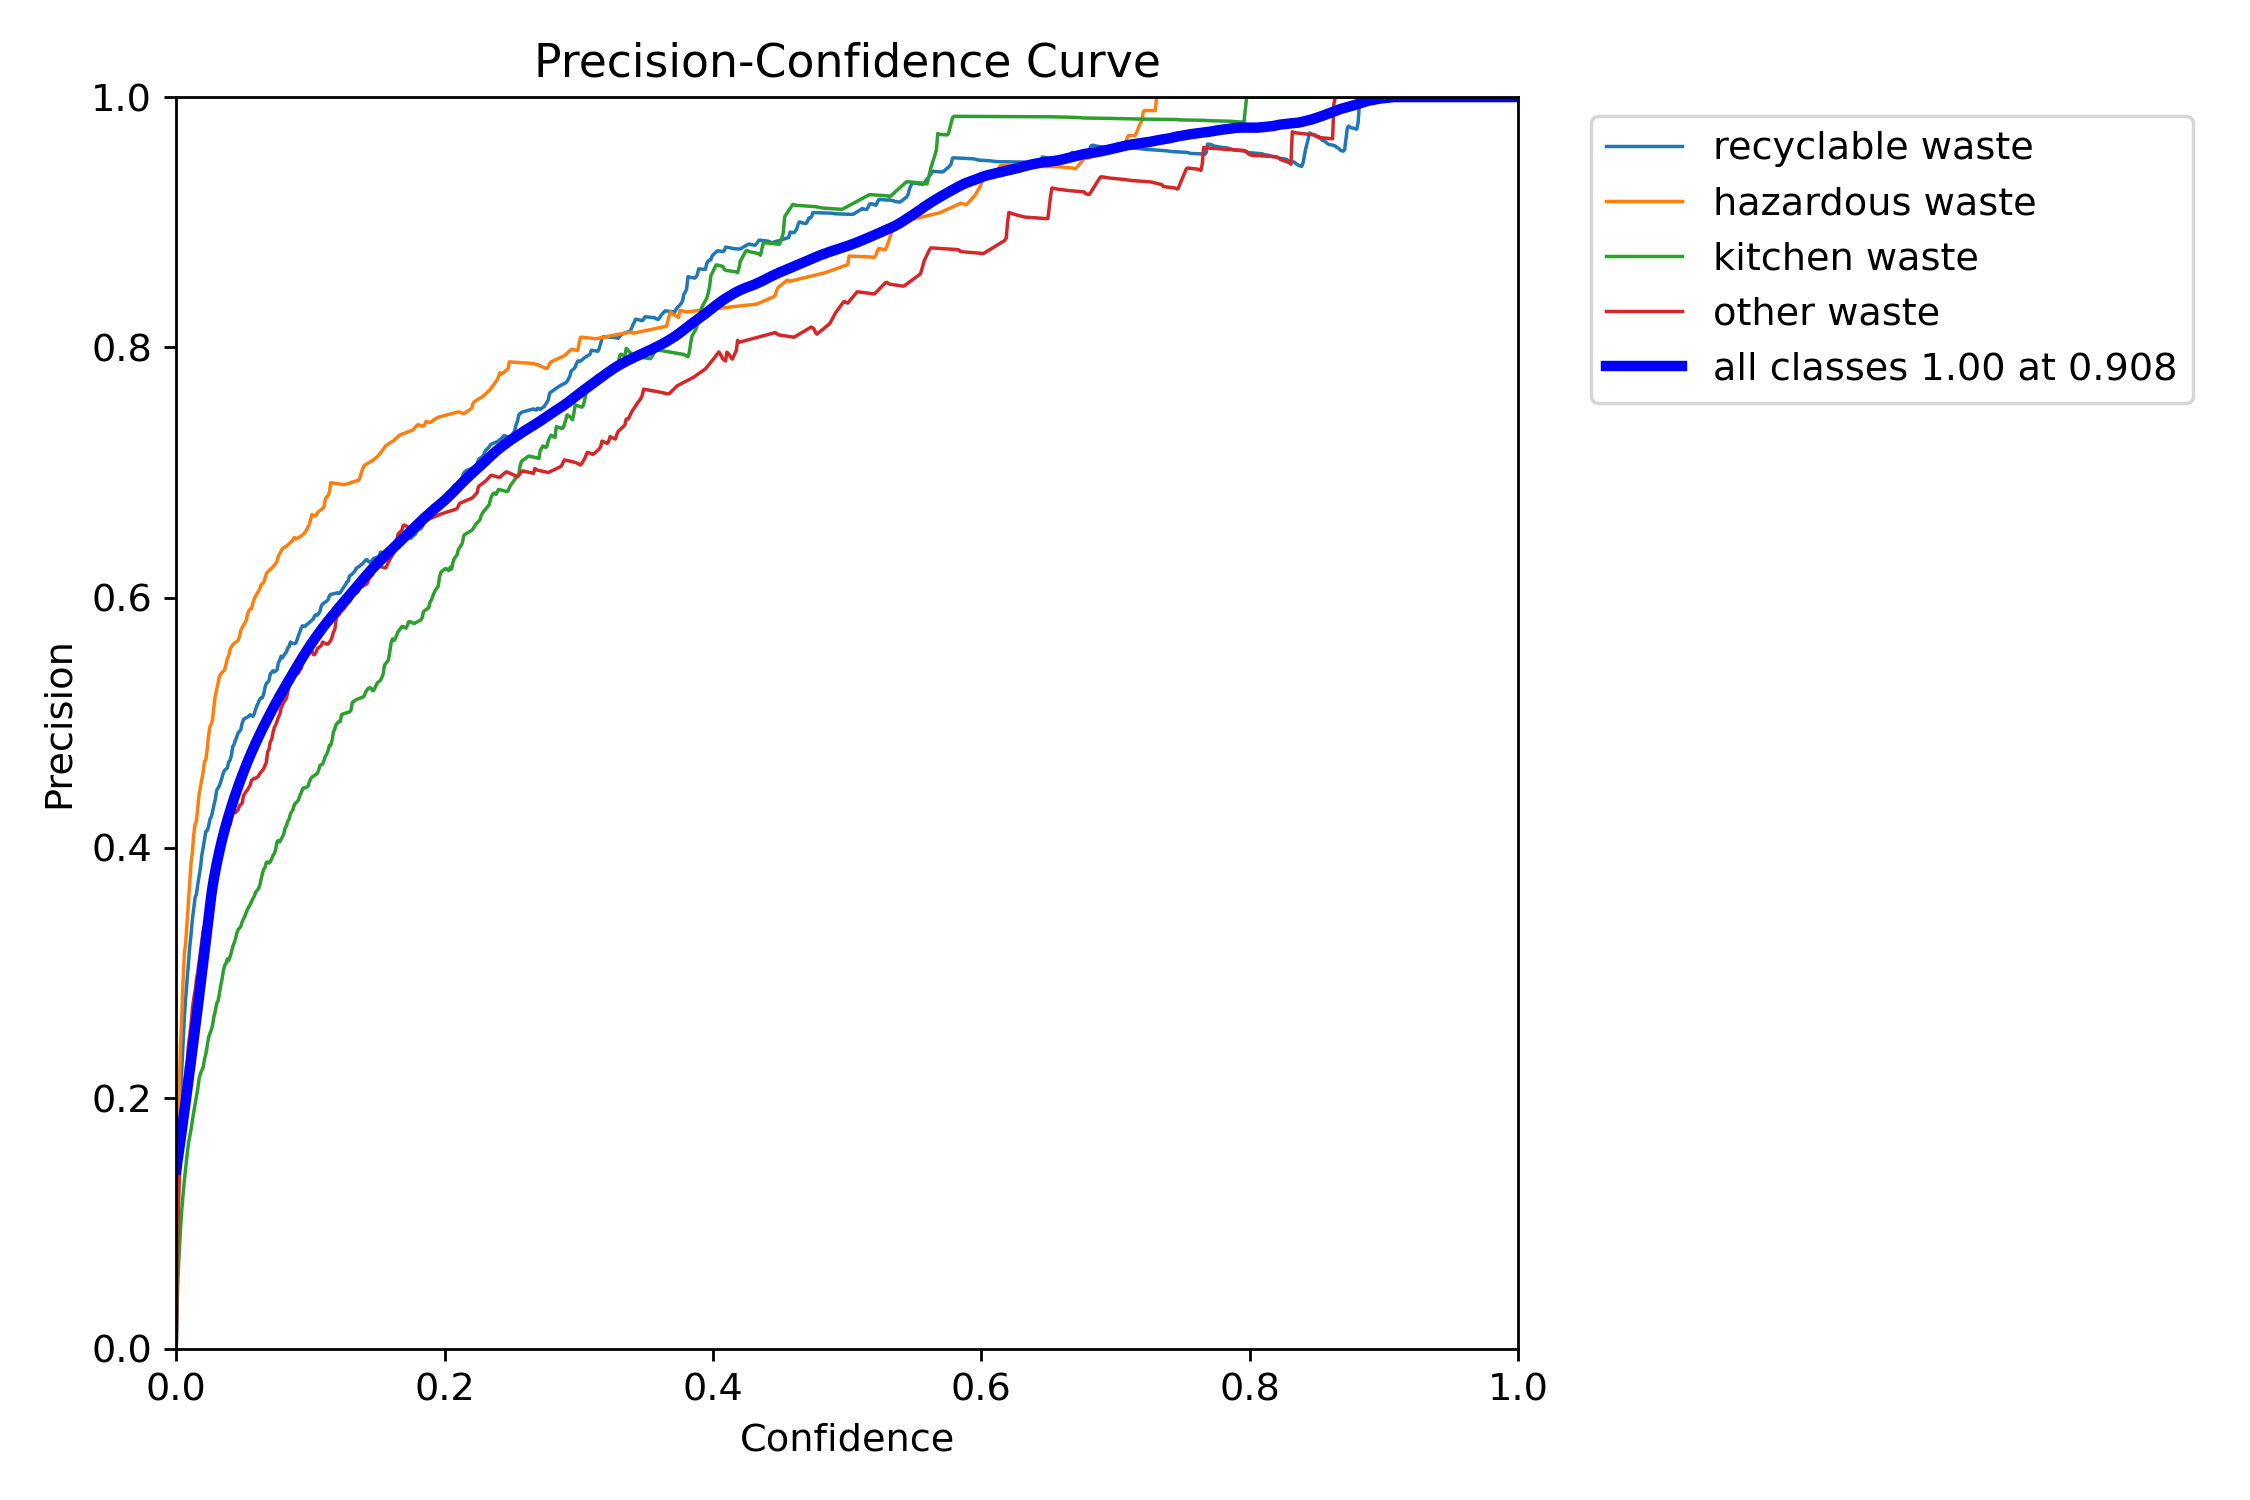 Precision-Confidence Curve
1.0
0.8
0.6
0.4
0.2
0.0
Precision
0.0 0.2 0.4 0.6 0.8 1.0
Confidence
recyclable waste
hazardous waste
kitchen waste
other waste
all classes 1.00 at 0.908